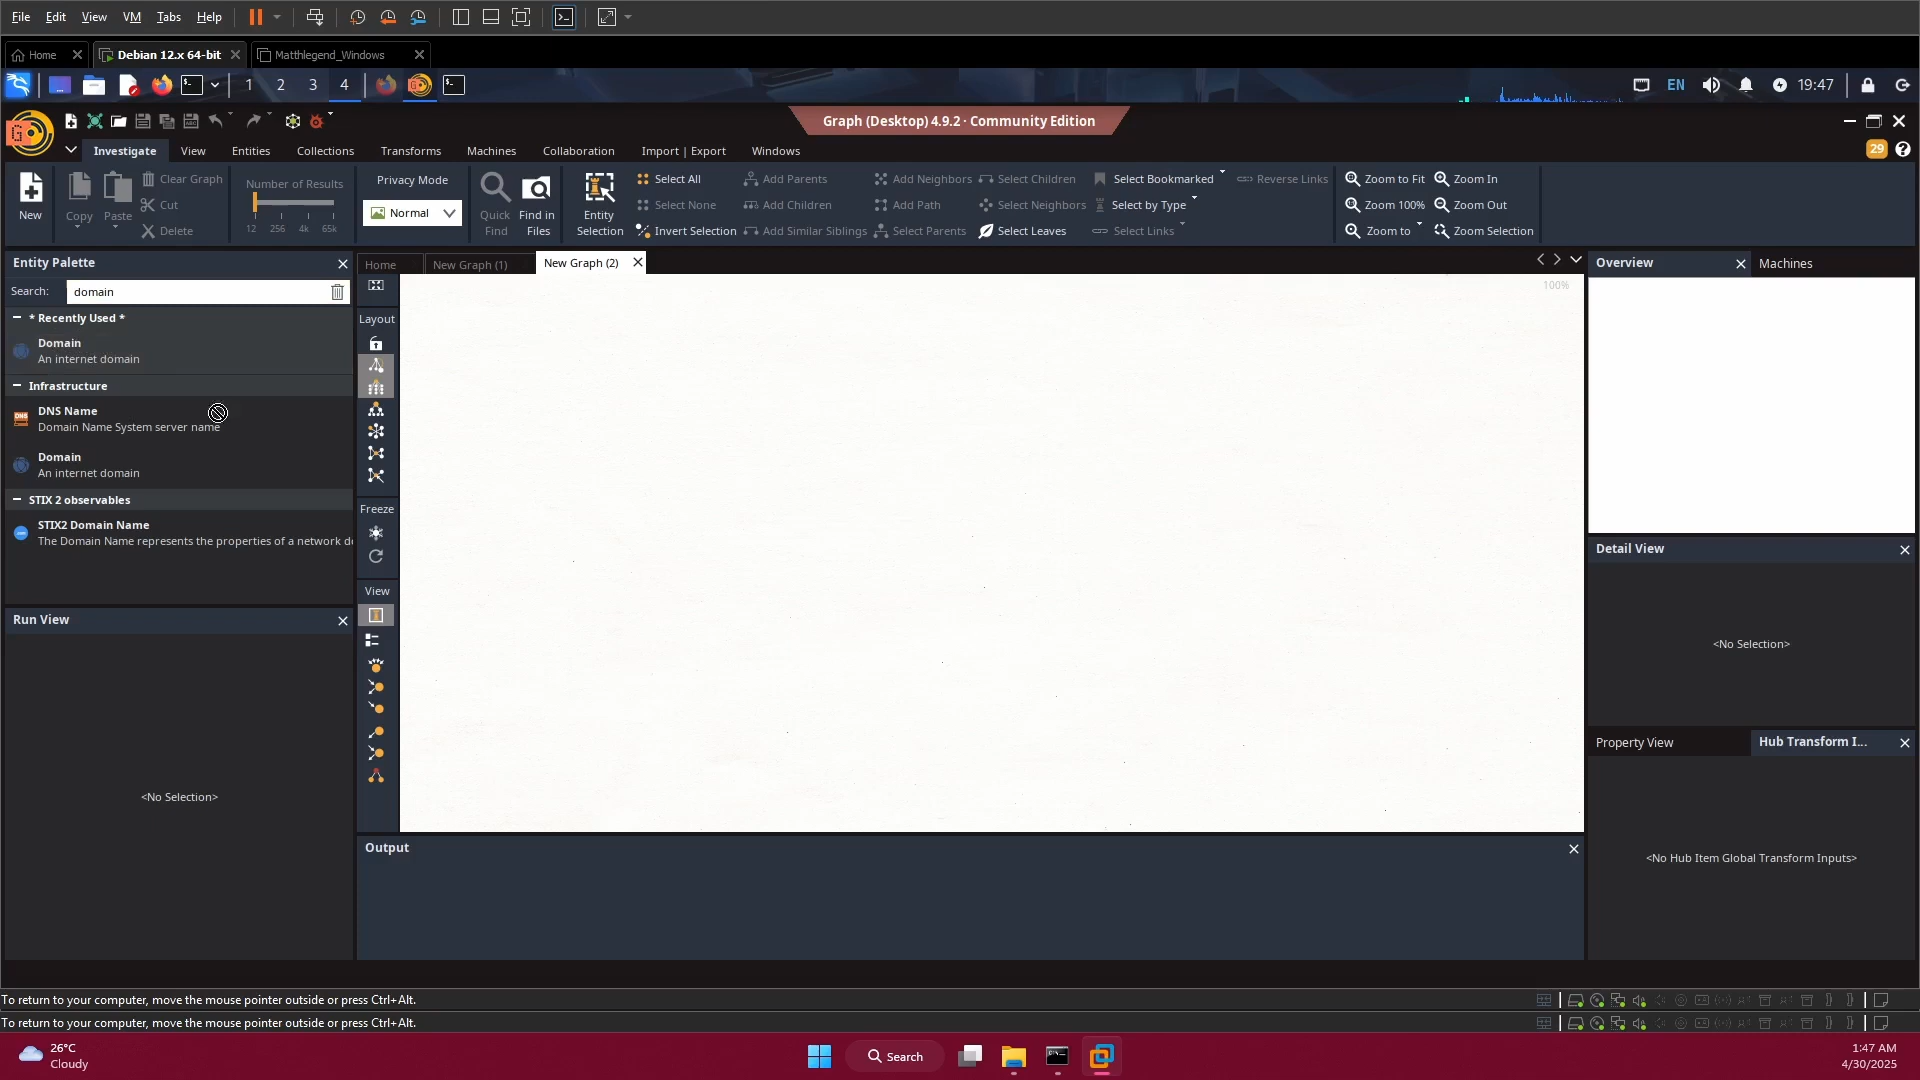 File Edit View VM Tabs Help
Home Debian 12.x 64-bit Matthlegend_Windows
1 2 3 4 EN 19:47
Graph (Desktop) 4.9.2 · Community Edition
Investigate View Entities Collections Transforms Machines Collaboration Import | Export Windows 29
New Copy Paste Clear Graph Cut Delete
Number of Results
12 256 4k 65k
Privacy Mode
Normal
Quick Find
Find in Files
Entity Selection
Select All Add Parents Add Neighbors Select Children Select Bookmarked Reverse Links
Select None Add Children Add Path Select Neighbors Select by Type
Invert Selection Add Similar Siblings Select Parents Select Leaves Select Links
Zoom to Fit Zoom In
Zoom 100% Zoom Out
Zoom to Zoom Selection
Entity Palette
Search: domain
* Recently Used *
Domain
An internet domain
Infrastructure
DNS Name
Domain Name System server name
Domain
An internet domain
STIX 2 observables
STIX2 Domain Name
The Domain Name represents the properties of a network d
Run View
<No Selection>
Home New Graph (1) New Graph (2)
100%
Layout
Freeze
View
Output
Overview Machines
Detail View
<No Selection>
Property View Hub Transform I...
<No Hub Item Global Transform Inputs>
To return to your computer, move the mouse pointer outside or press Ctrl+Alt.
To return to your computer, move the mouse pointer outside or press Ctrl+Alt.
26°C
Cloudy
Search
1:47 AM
4/30/2025